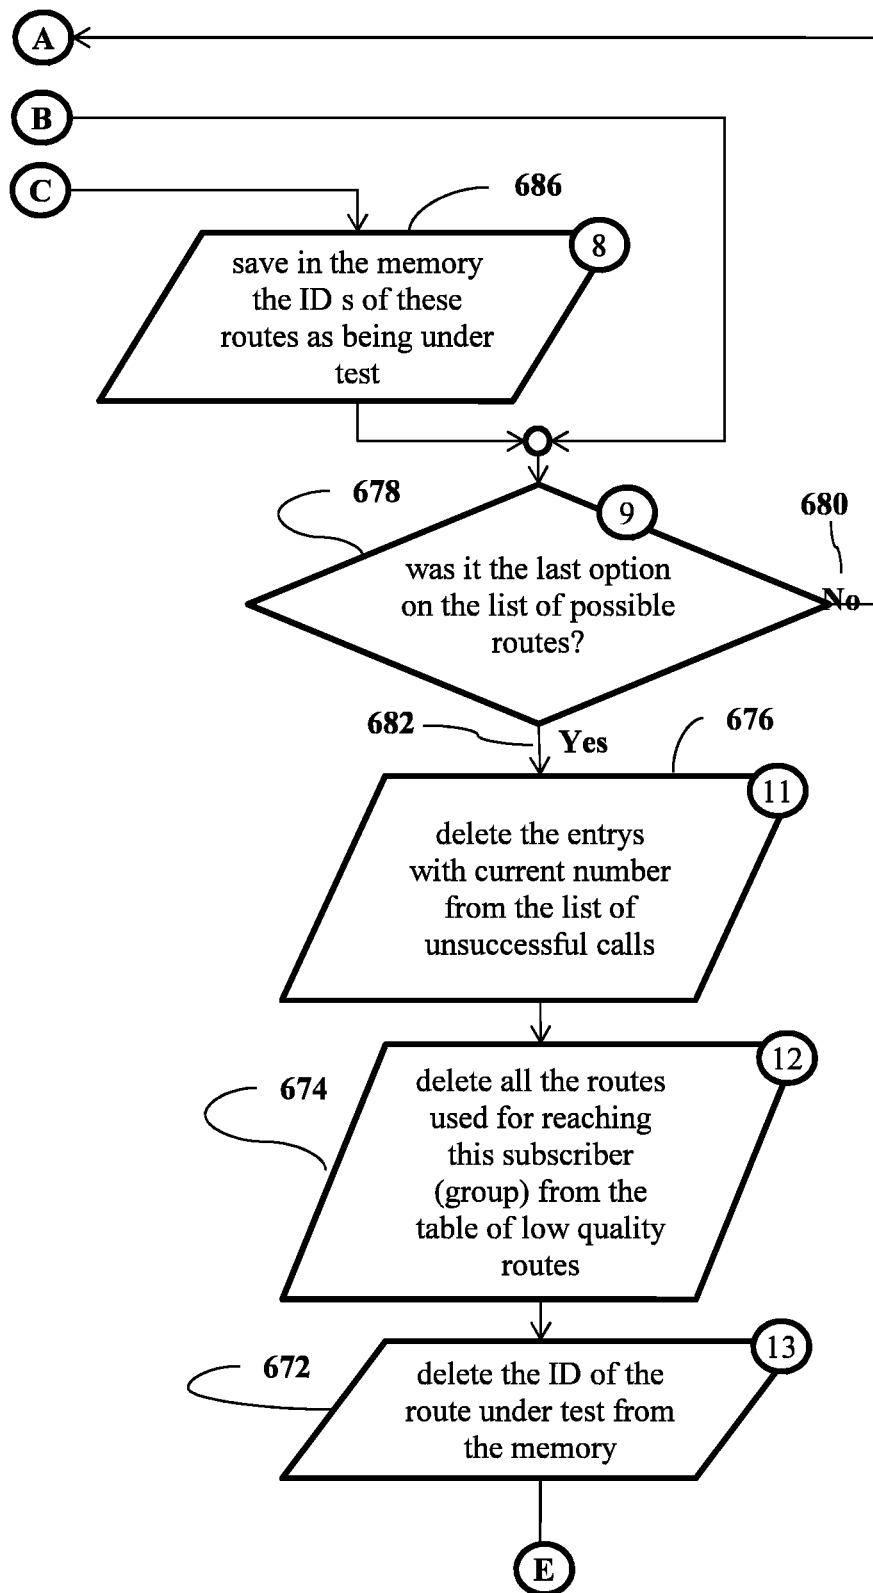 A
B
C
686
8
save in the memory
the ID s of these
routes as being under
test
678
9
680
was it the last option
on the list of possible
routes?
No
682
Yes
676
11
delete the entrys
with current number
from the list of
unsuccessful calls
12
674
delete all the routes
used for reaching
this subscriber
(group) from the
table of low quality
routes
13
672
delete the ID of the
route under test from
the memory
E